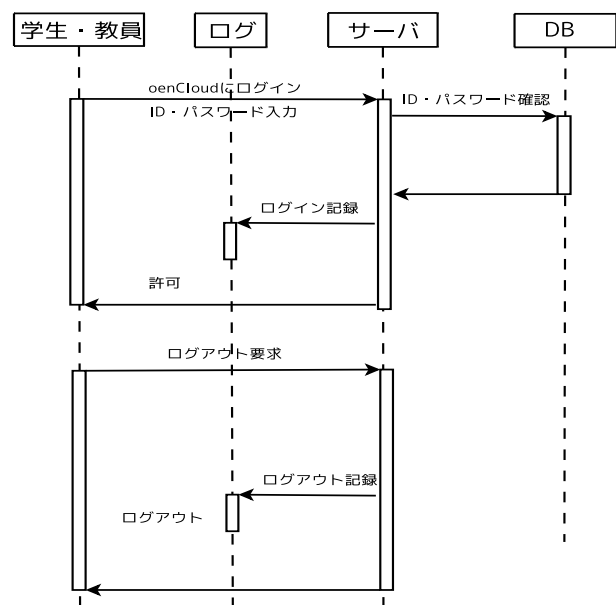 学生・教員
ログ
サーバ
DB
oenCloudにログイン
ID・パスワード入力
ID・パスワード確認
ログイン記録
許可
ログアウト要求
ログアウト記録
ログアウト